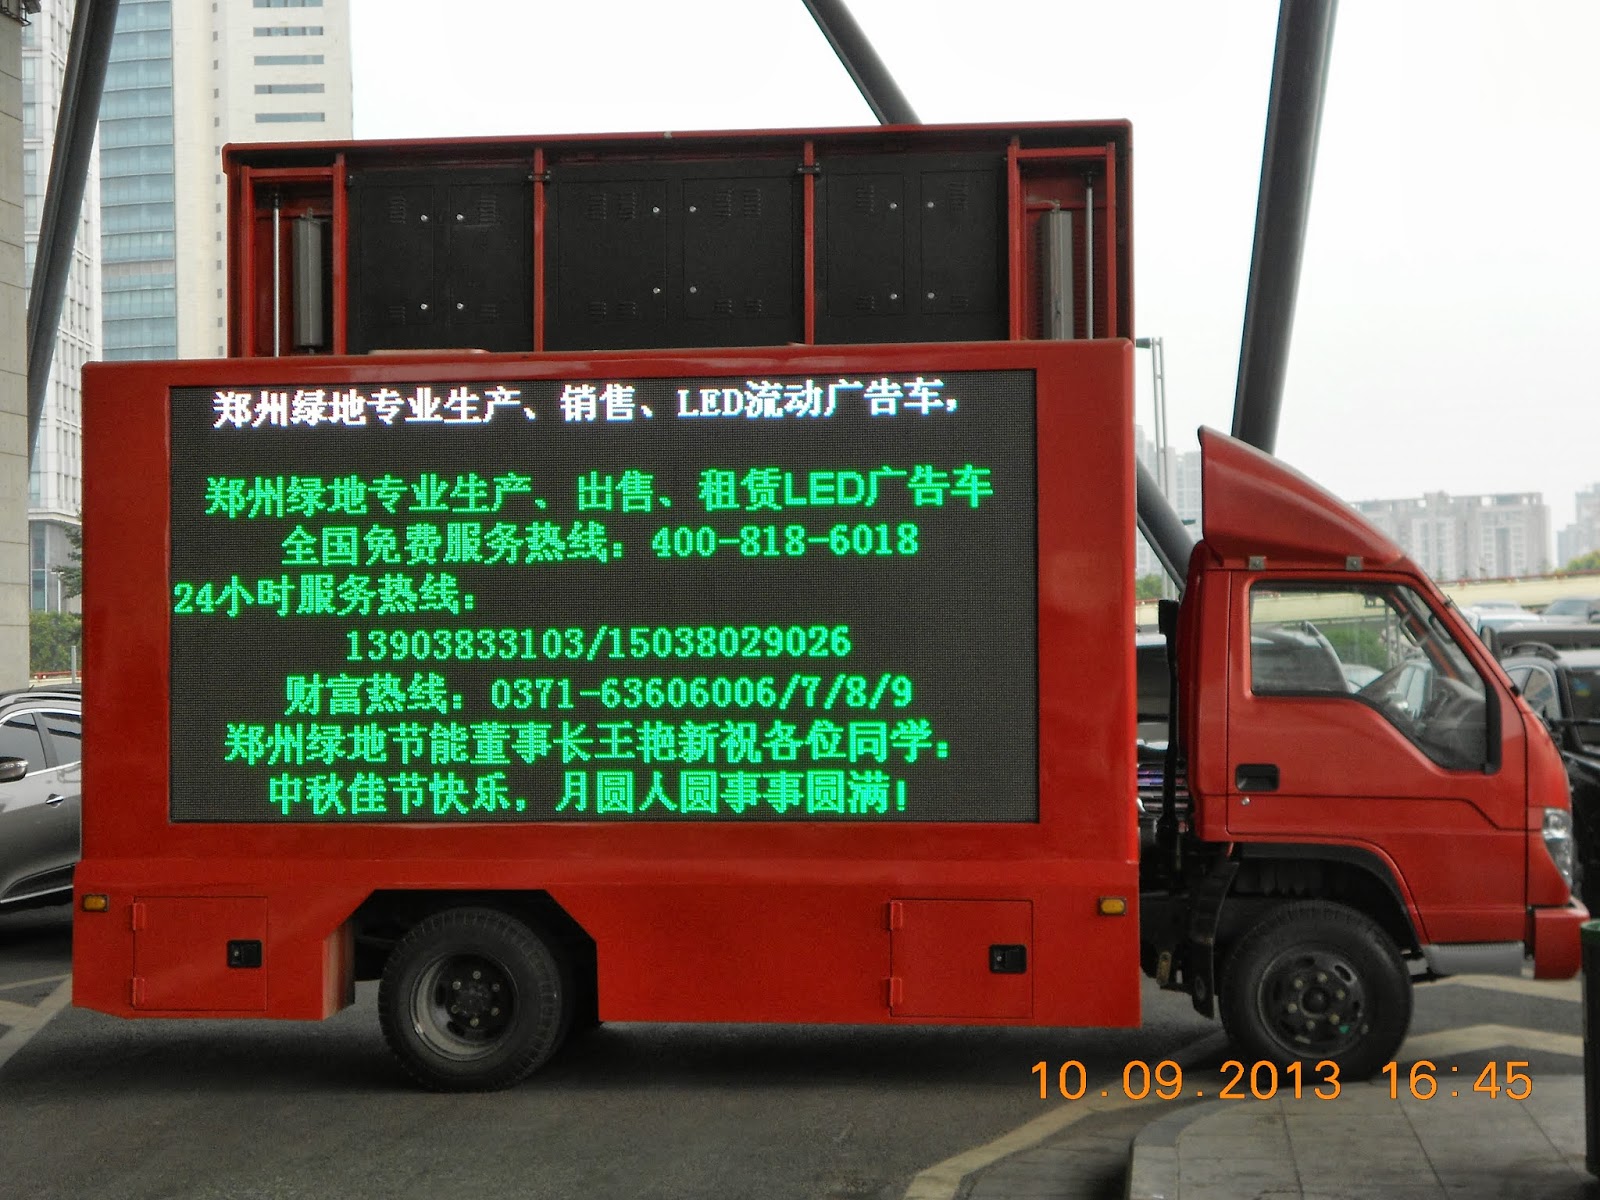 郑州绿地专业生产、销售、LED流动广告车,
郑州绿地专业生产、出售、租赁LED广告车
全国免费服务热线：400-818-6018
24小时服务热线：
13903833103/15038029026
财富热线：0371-63606006/7/8/9
郑州绿地节能董事长王艳新祝各位同学：
中秋佳节快乐，月圆人圆事事圆满！
10.09.2013 16:45